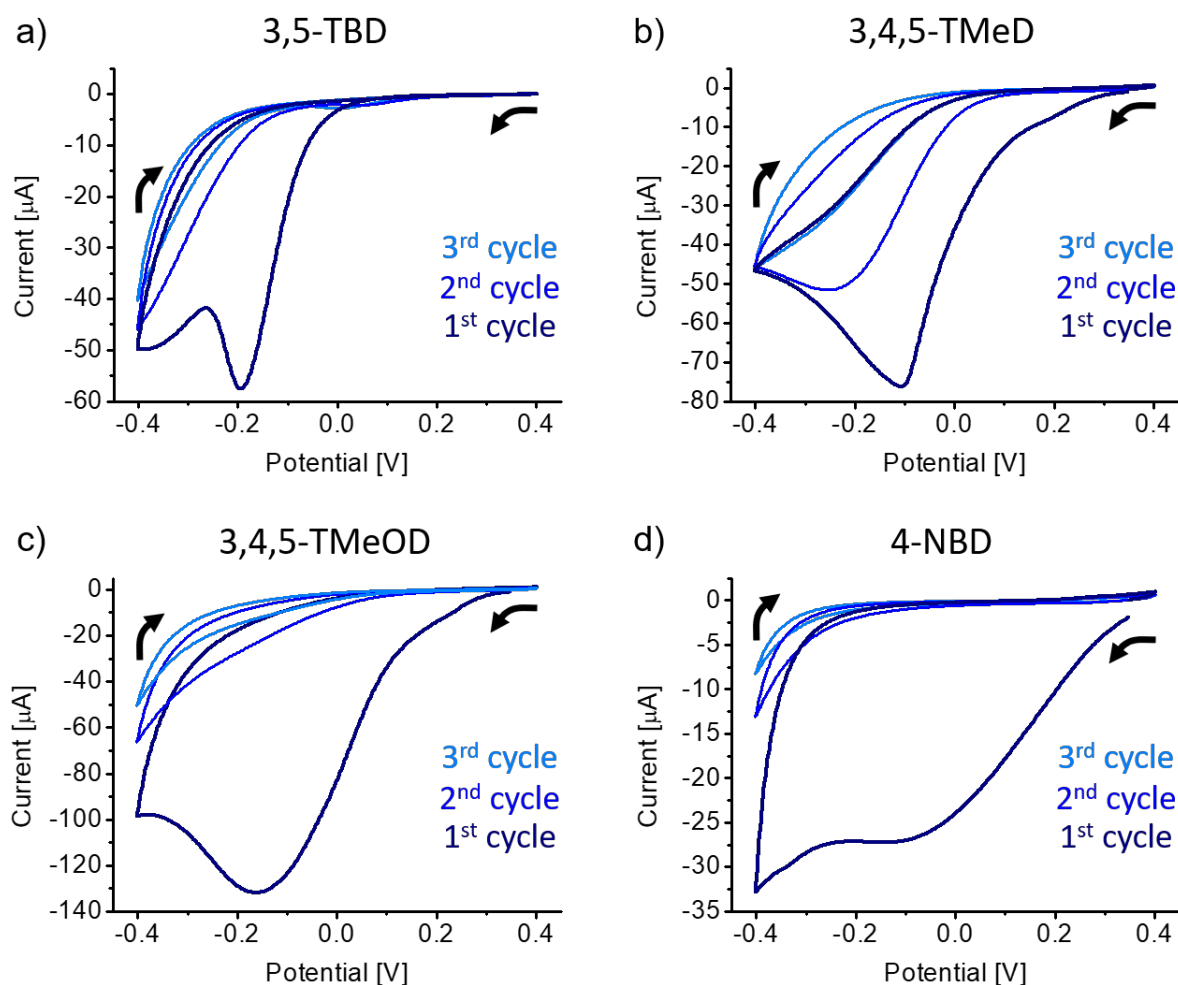 a) 3,5-TBD
0
-10
-20
-30
-40
-50
-60
Current [µA]
3rd cycle
2nd cycle
1st cycle
-0.4 -0.2 0.0 0.2 0.4
Potential [V]
b) 3,4,5-TMeD
0
-10
-20
-30
-40
-50
-60
-70
-80
Current [µA]
3rd cycle
2nd cycle
1st cycle
-0.4 -0.2 0.0 0.2 0.4
Potential [V]
c) 3,4,5-TMeOD
0
-20
-40
-60
-80
-100
-120
-140
Current [µA]
3rd cycle
2nd cycle
1st cycle
-0.4 -0.2 0.0 0.2 0.4
Potential [V]
d) 4-NBD
0
-5
-10
-15
-20
-25
-30
-35
Current [µA]
3rd cycle
2nd cycle
1st cycle
-0.4 -0.2 0.0 0.2 0.4
Potential [V]